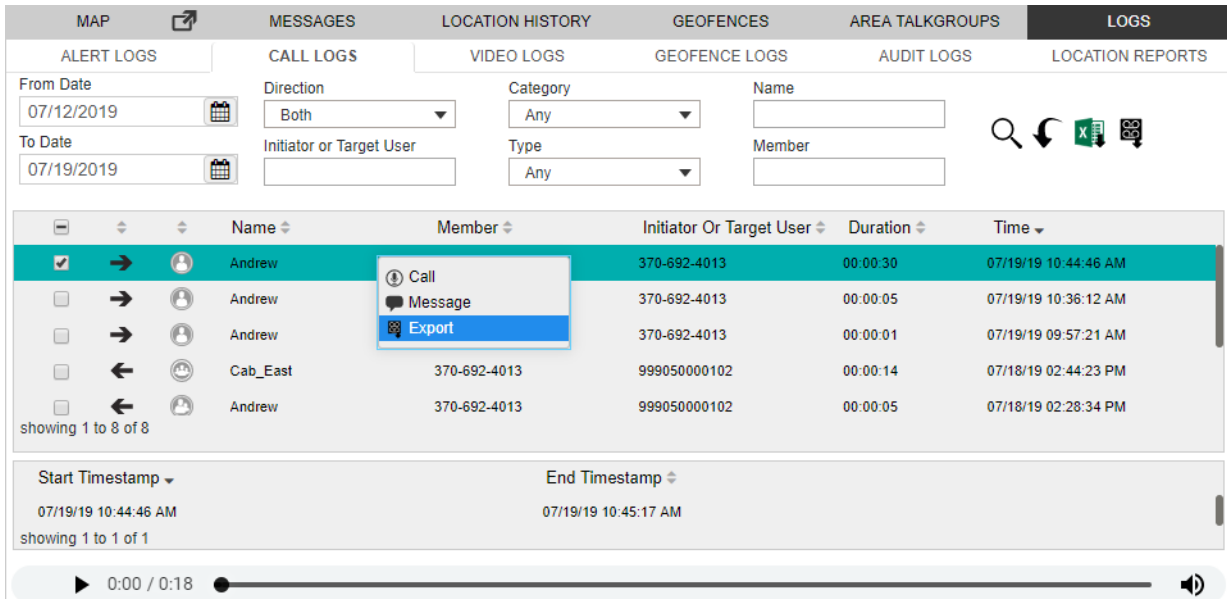 MAP MESSAGES LOCATION HISTORY GEOFENCES AREA TALKGROUPS LOGS
ALERT LOGS CALL LOGS VIDEO LOGS GEOFENCE LOGS AUDIT LOGS LOCATION REPORTS
From Date Direction Category Name
07/12/2019 Both Any
To Date Initiator or Target User Type Member
07/19/2019 Any
Name Member Initiator Or Target User Duration Time
Andrew 370-692-4013 00:00:30 07/19/19 10:44:46 AM
Call
Andrew Message 370-692-4013 00:00:05 07/19/19 10:36:12 AM
Andrew Export 370-692-4013 00:00:01 07/19/19 09:57:21 AM
Cab_East 370-692-4013 999050000102 00:00:14 07/18/19 02:44:23 PM
Andrew 370-692-4013 999050000102 00:00:05 07/18/19 02:28:34 PM
showing 1 to 8 of 8
Start Timestamp End Timestamp
07/19/19 10:44:46 AM 07/19/19 10:45:17 AM
showing 1 to 1 of 1
0:00 / 0:18